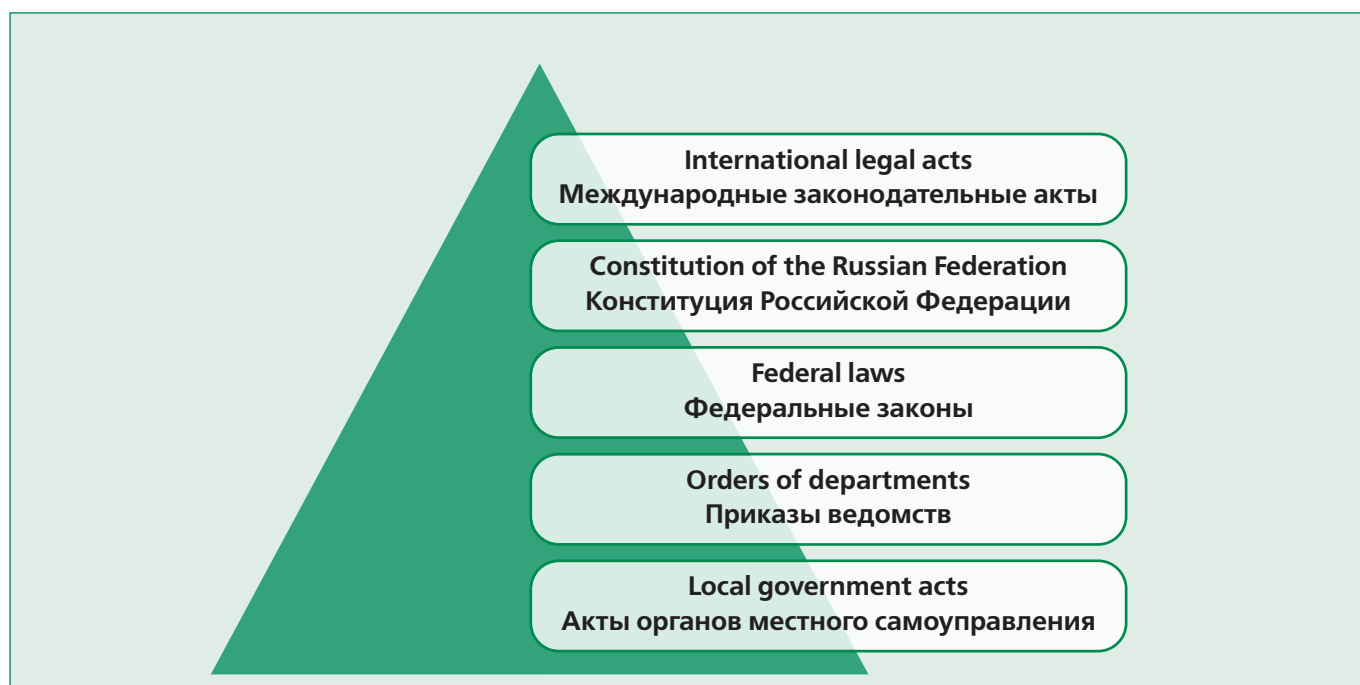 International legal acts
Международные законодательные акты
Constitution of the Russian Federation
Конституция Российской Федерации
Federal laws
Федеральные законы
Orders of departments
Приказы ведомств
Local government acts
Акты органов местного самоуправления